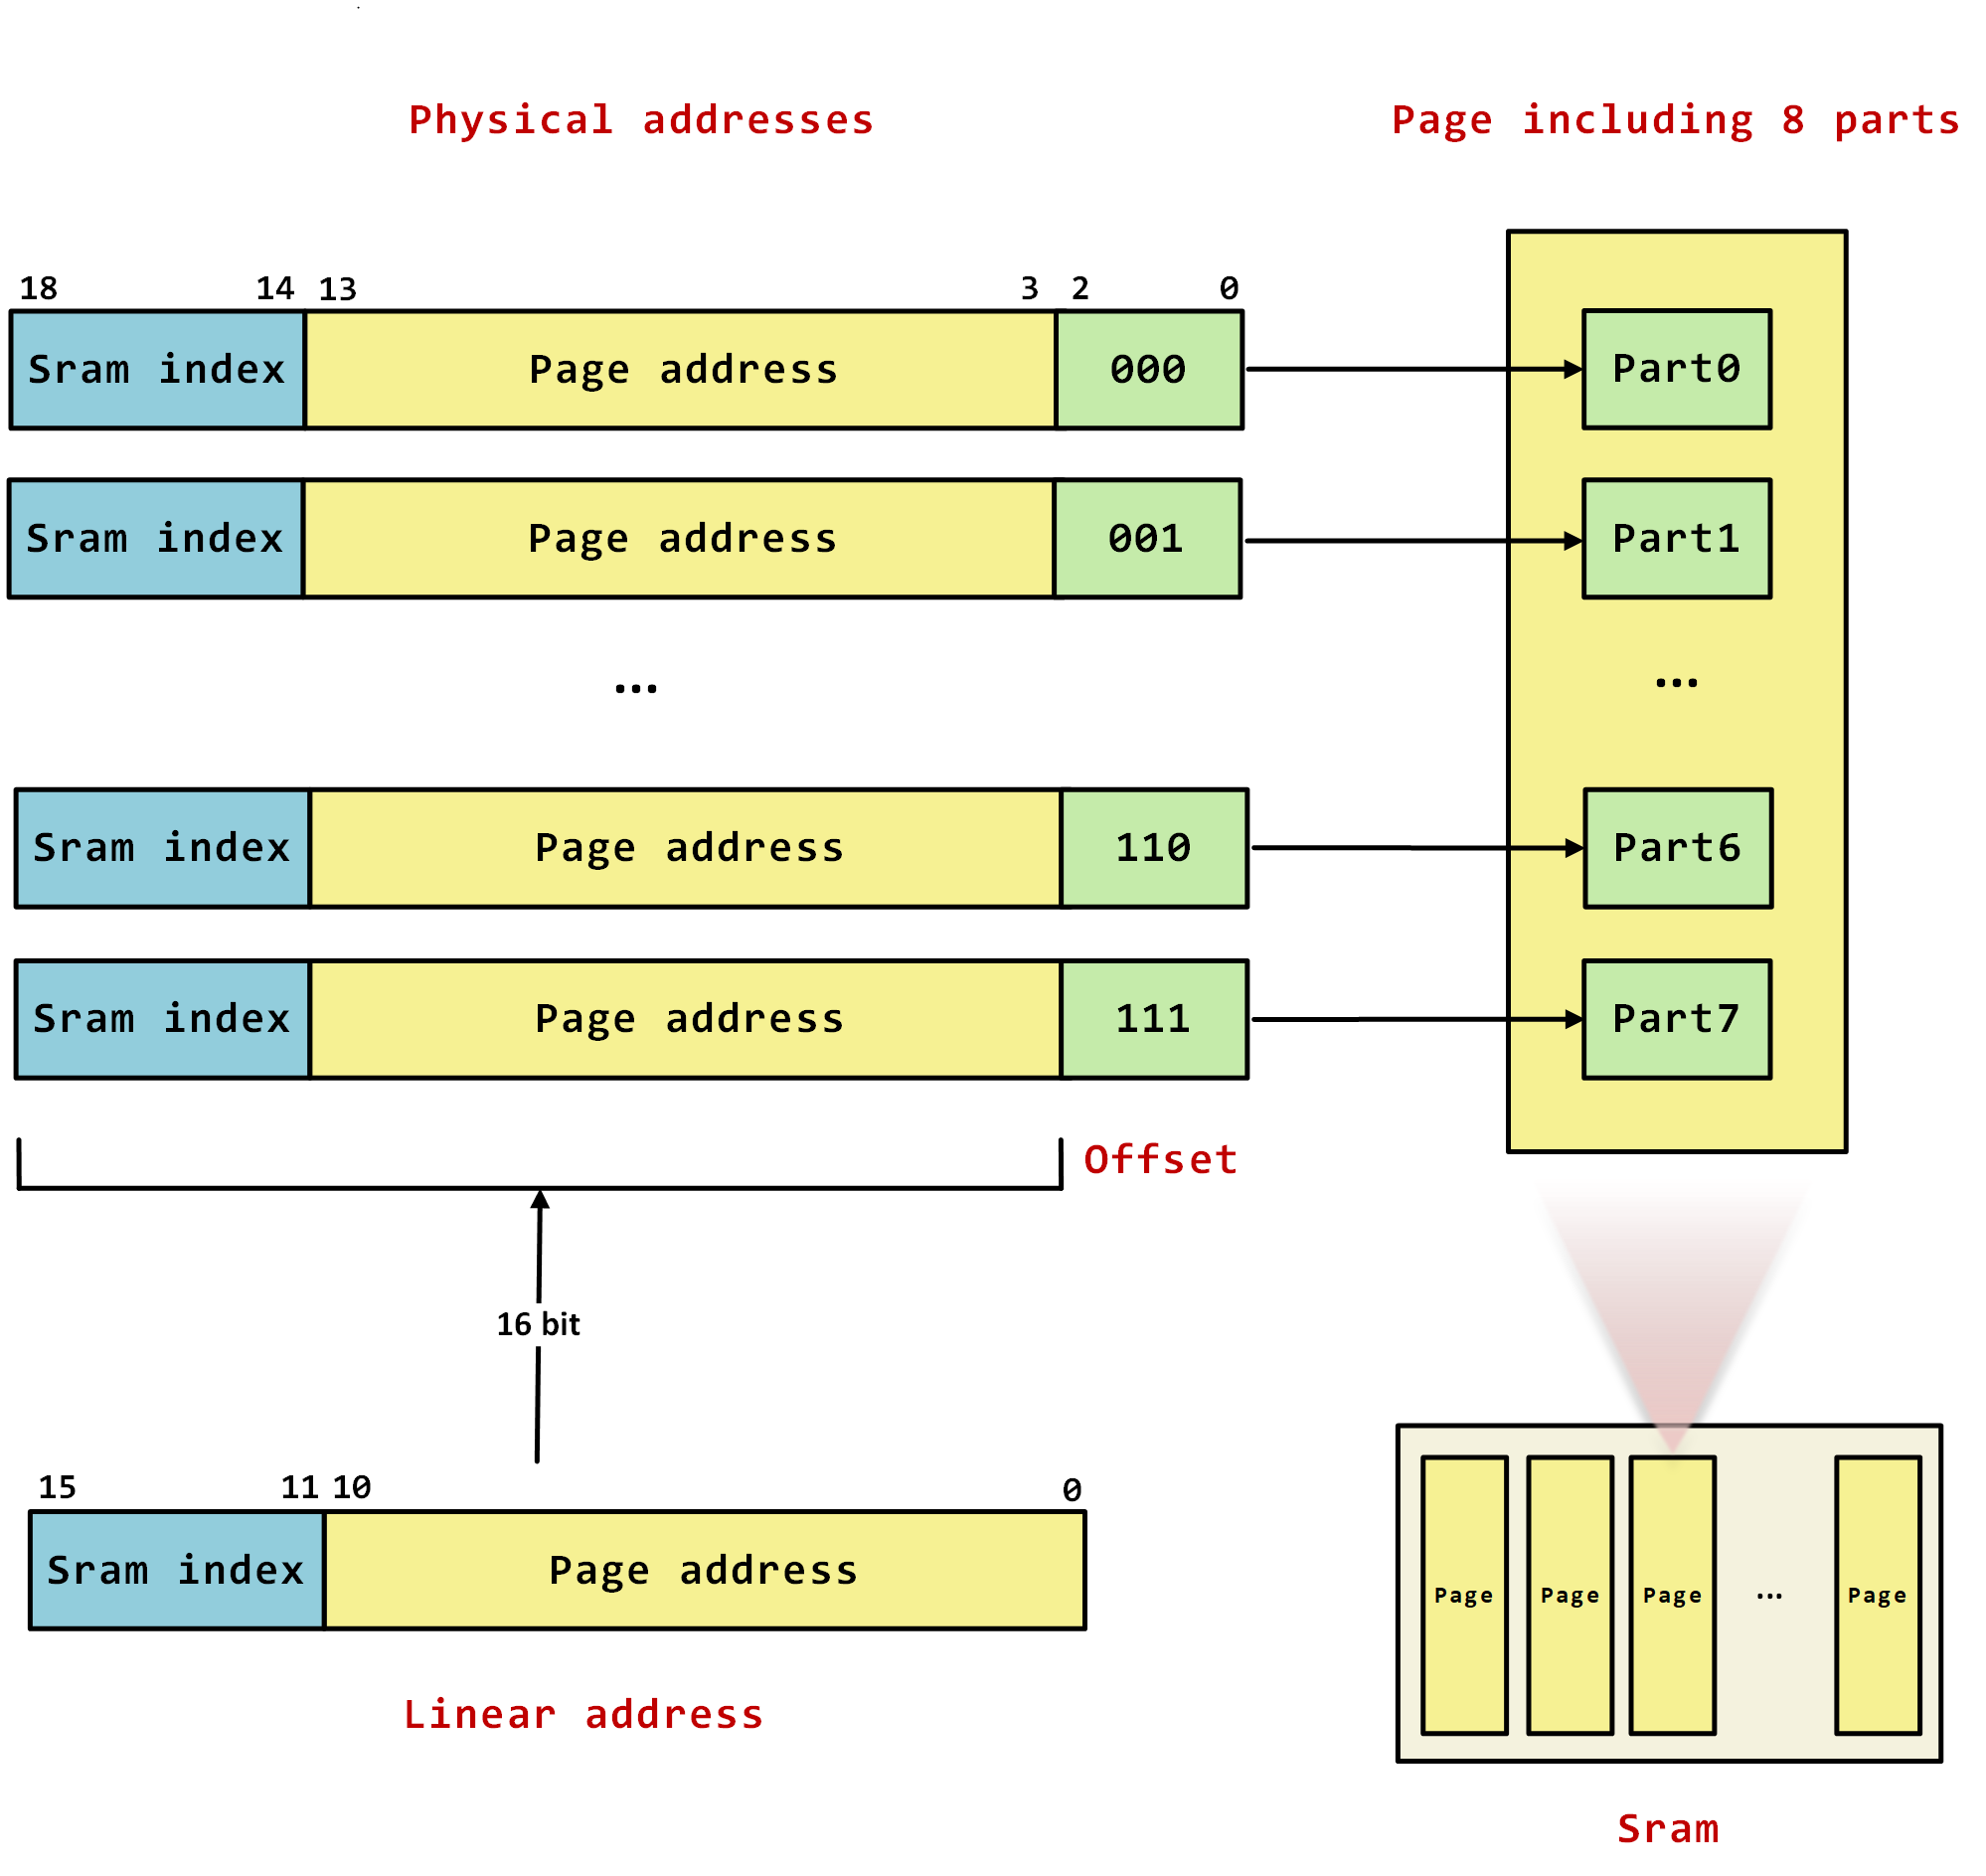 Physical addresses
Page including 8 parts
18 14 13 3 2 0
Sram index Page address 000 Part0
Sram index Page address 001 Part1
... ...
Sram index Page address 110 Part6
Sram index Page address 111 Part7
Offset
16 bit
15 11 10 0
Sram index Page address
Linear address
Page Page Page ... Page
Sram